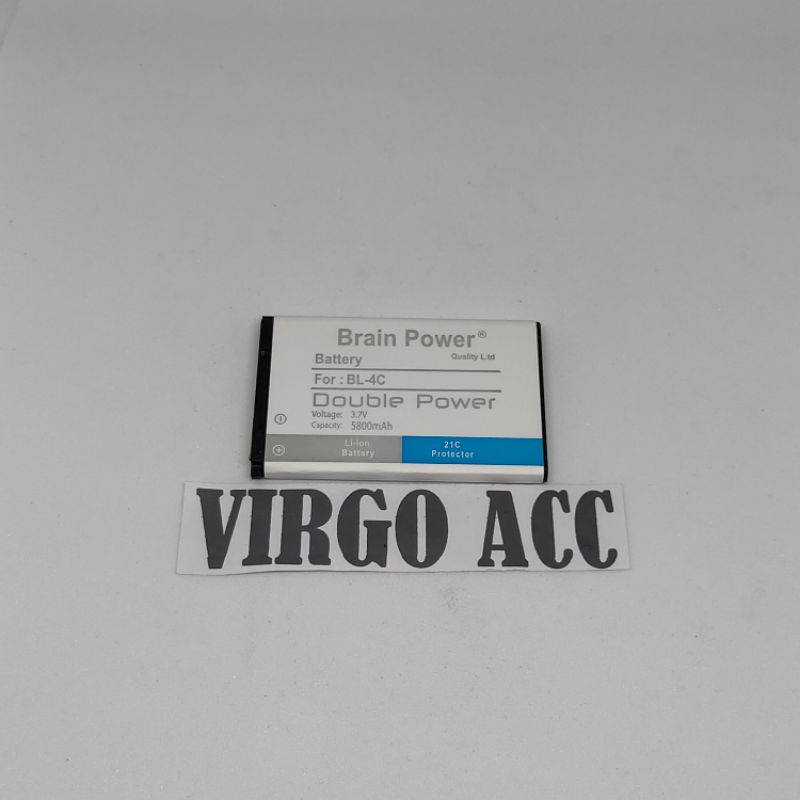 Brain Power®
Battery Quality L.td
For : BL-4C
Double Power
Voltage: 3.7V
Capacity: 5800mAh
Li-ion Battery
21C Protector
VIRGO ACC